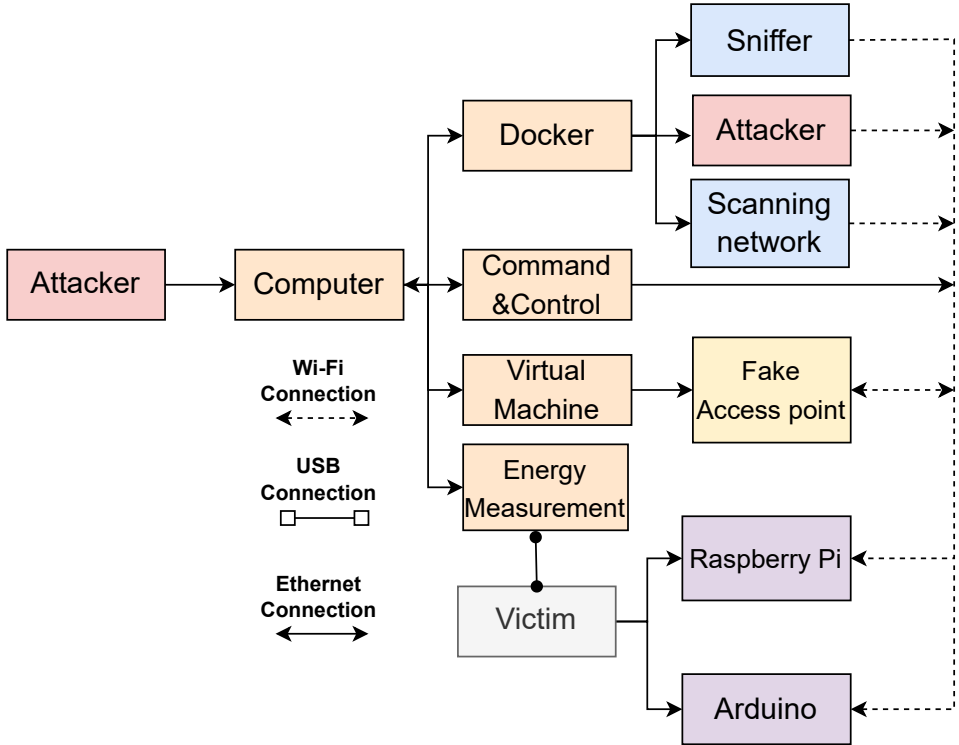 Sniffer
Docker
Attacker
Scanning
network
Attacker
Computer
Command
&Control
Wi-Fi
Connection
Virtual
Machine
Fake
Access point
USB
Connection
Energy
Measurement
Raspberry Pi
Ethernet
Connection
Victim
Arduino